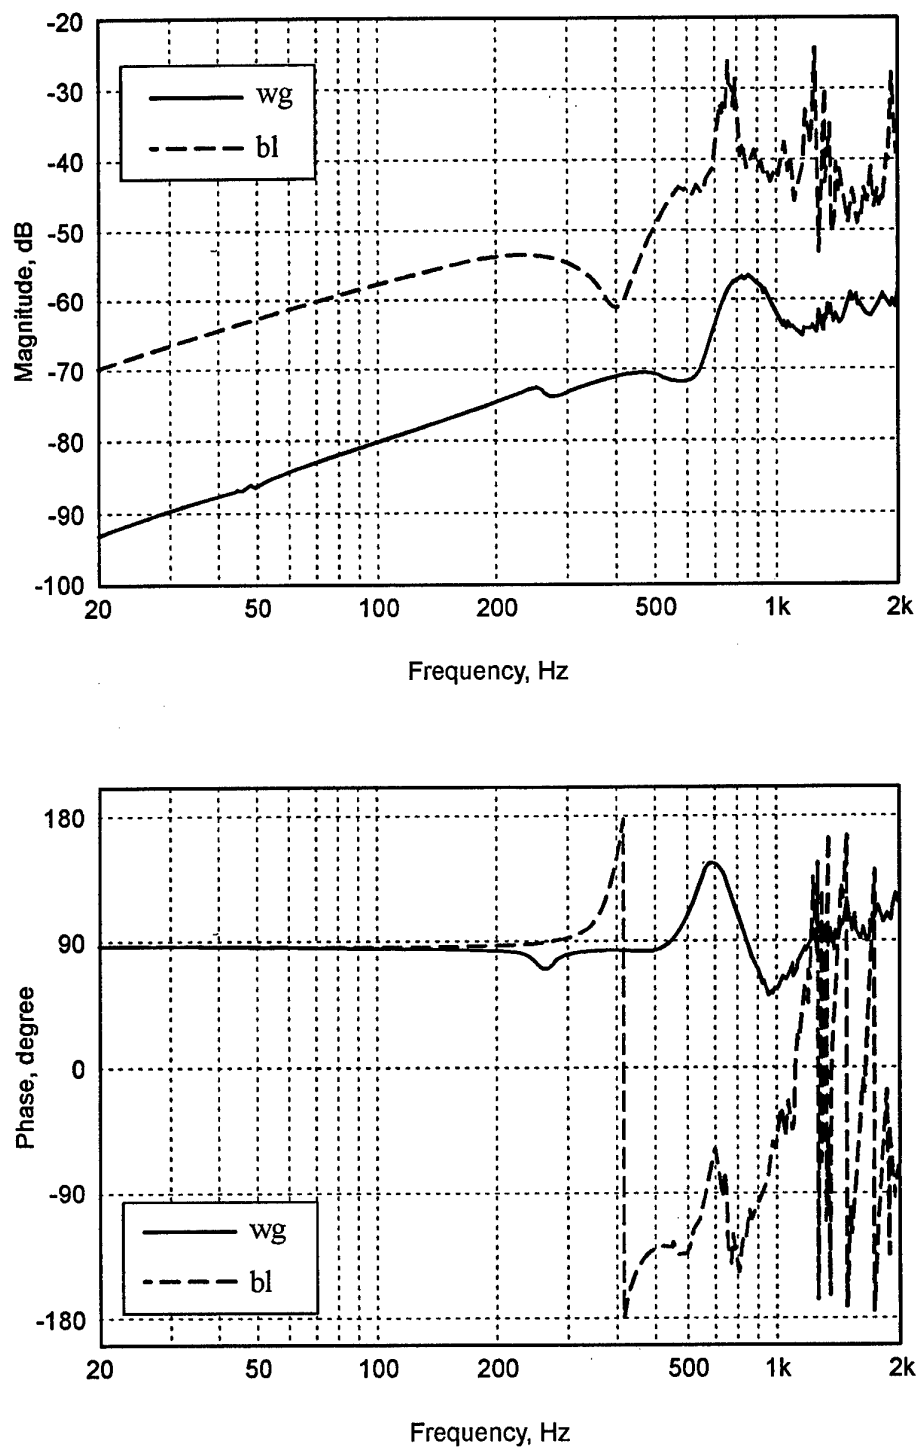 -20
-30
-40
-50
-60
-70
-80
-90
-100
Magnitude, dB
wg
bl
20 50 100 200 500 1k 2k
Frequency, Hz
180
90
0
-90
-180
Phase, degree
wg
bl
20 50 100 200 500 1k 2k
Frequency, Hz